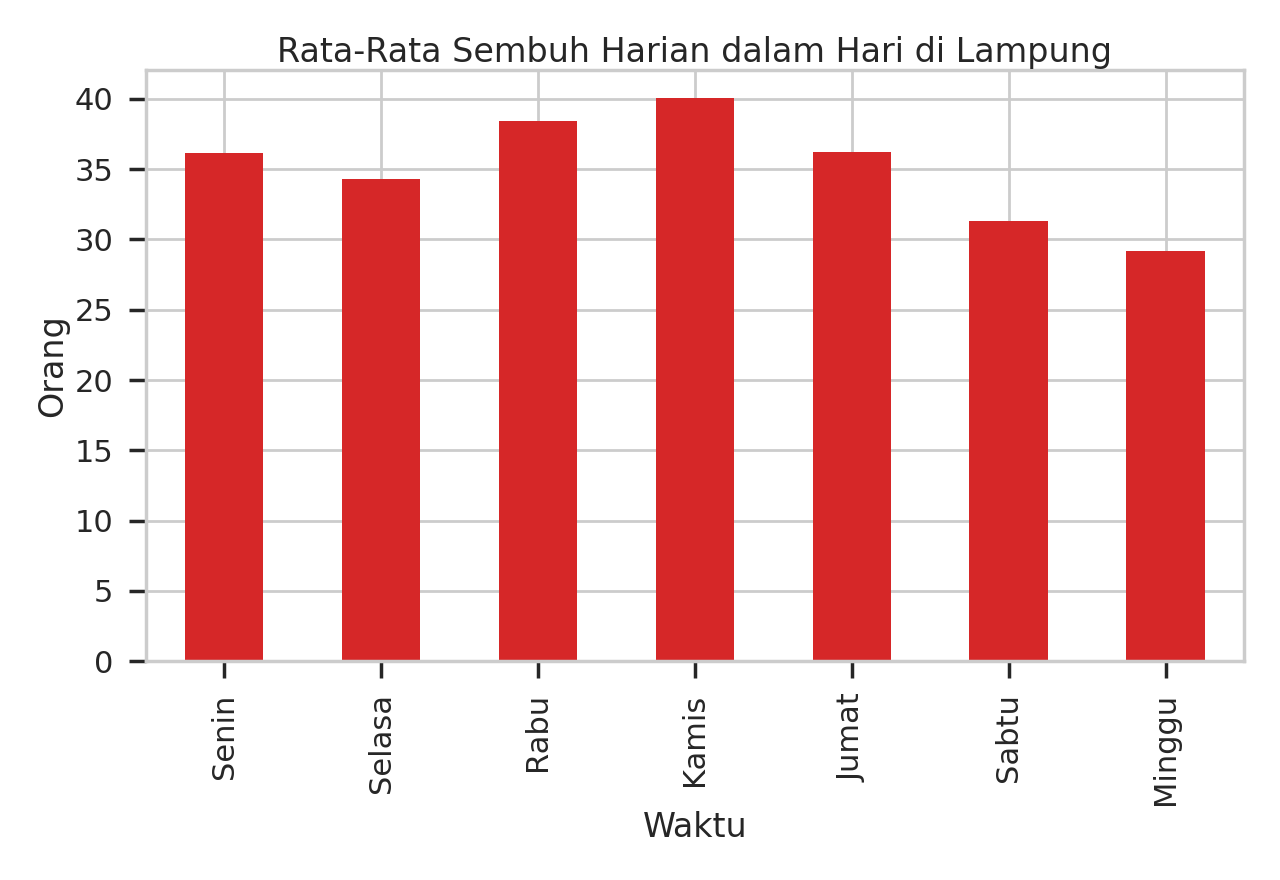 Rata-Rata Sembuh Harian dalam Hari di Lampung
Orang
40
35
30
25
20
15
10
5
0
Senin
Selasa
Rabu
Kamis
Jumat
Sabtu
Minggu
Waktu